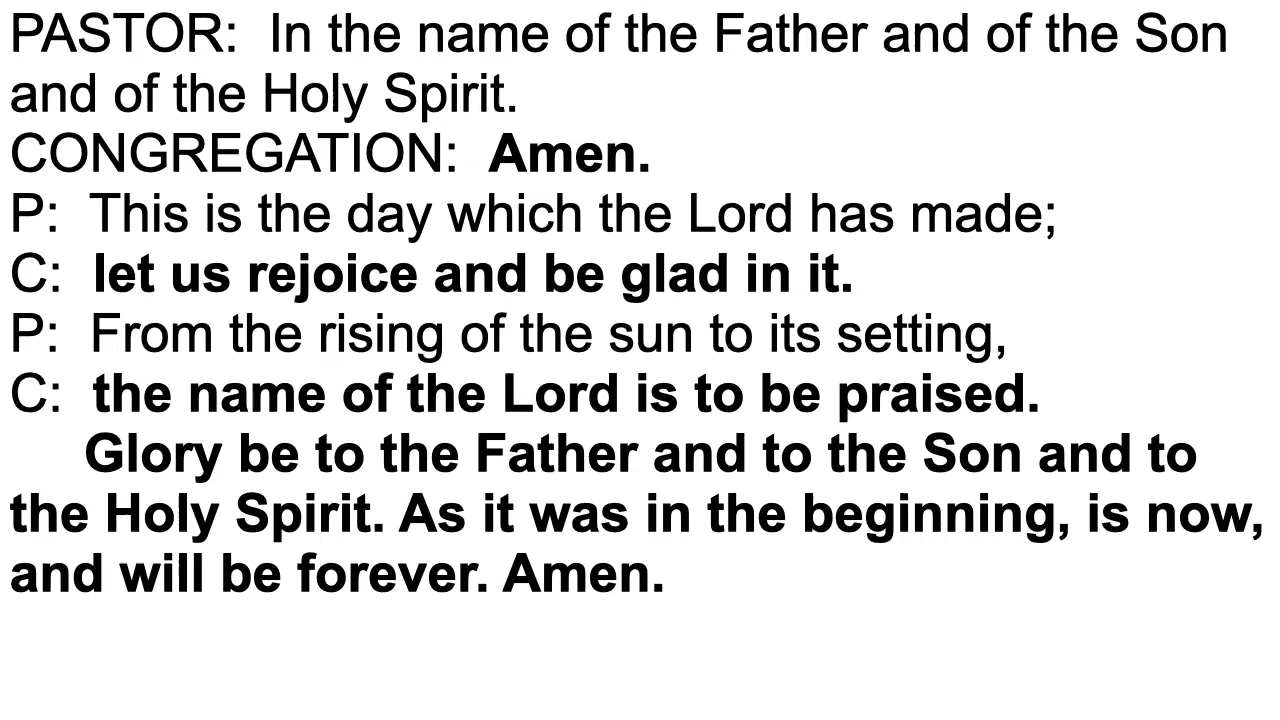 PASTOR:  In the name of the Father and of the Son
and of the Holy Spirit.
CONGREGATION:  Amen.
P:  This is the day which the Lord has made;
C:  let us rejoice and be glad in it.
P:  From the rising of the sun to its setting,
C:  the name of the Lord is to be praised.
Glory be to the Father and to the Son and to
the Holy Spirit. As it was in the beginning, is now,
and will be forever. Amen.